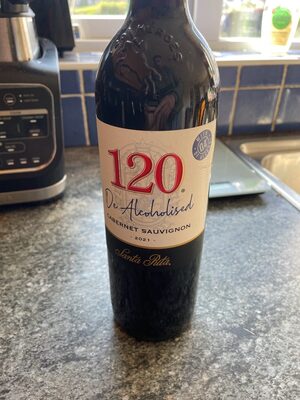 120
De Alcoholised
CABERNET SAUVIGNON
- 2021 -
Santa Rita